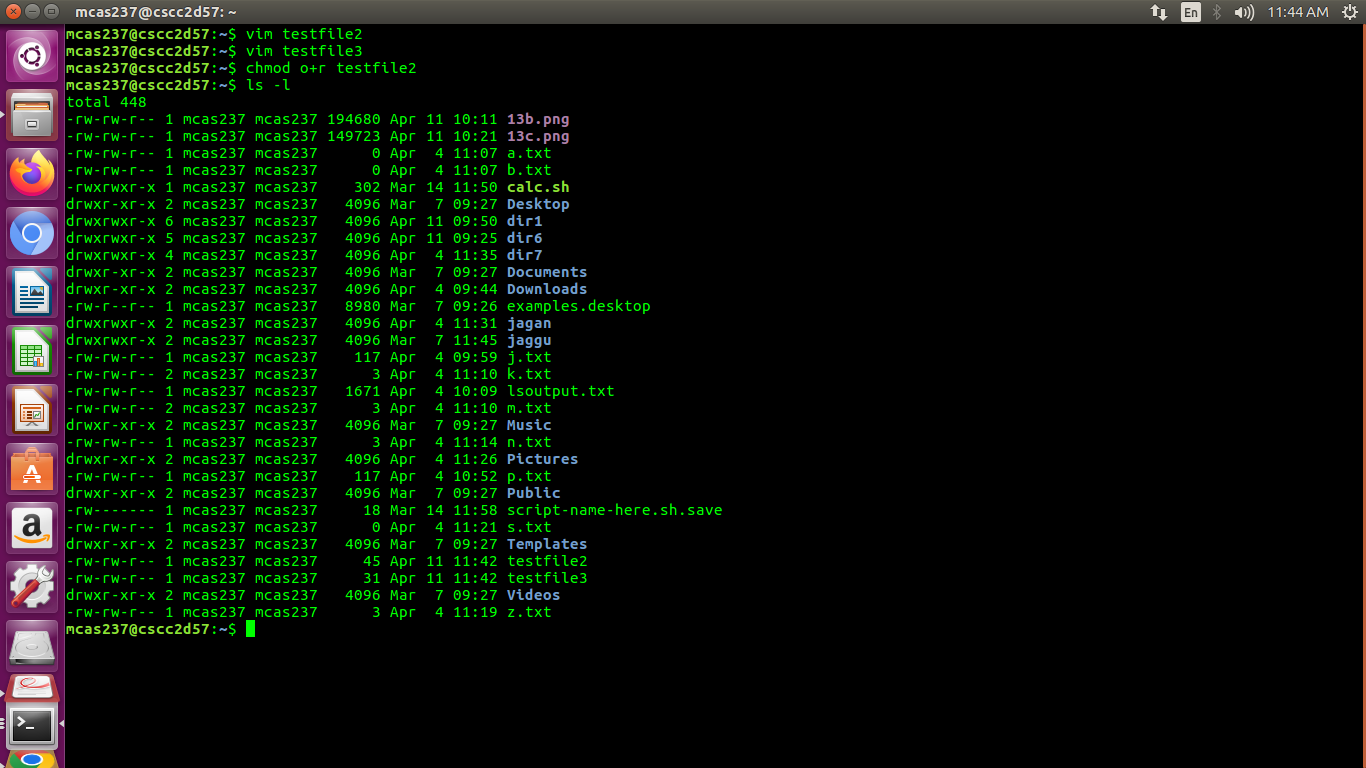 mcas237@cscc2d57: ~
En
11:44 AM
mcas237@cscc2d57:~$ vim testfile2
mcas237@cscc2d57:~$ vim testfile3
mcas237@cscc2d57:~$ chmod o+r testfile2
mcas237@cscc2d57:~$ ls -l
total 448
-rw-rw-r-- 1 mcas237 mcas237 194680 Apr 11 10:11 13b.png
-rw-rw-r-- 1 mcas237 mcas237 149723 Apr 11 10:21 13c.png
-rw-rw-r-- 1 mcas237 mcas237      0 Apr  4 11:07 a.txt
-rw-rw-r-- 1 mcas237 mcas237      0 Apr  4 11:07 b.txt
-rwxrwxr-x 1 mcas237 mcas237    302 Mar 14 11:50 calc.sh
drwxr-xr-x 2 mcas237 mcas237   4096 Mar  7 09:27 Desktop
drwxrwxr-x 6 mcas237 mcas237   4096 Apr 11 09:50 dir1
drwxrwxr-x 5 mcas237 mcas237   4096 Apr 11 09:25 dir6
drwxrwxr-x 4 mcas237 mcas237   4096 Apr  4 11:35 dir7
drwxr-xr-x 2 mcas237 mcas237   4096 Mar  7 09:27 Documents
drwxr-xr-x 2 mcas237 mcas237   4096 Apr  4 09:44 Downloads
-rw-r--r-- 1 mcas237 mcas237   8980 Mar  7 09:26 examples.desktop
drwxrwxr-x 2 mcas237 mcas237   4096 Apr  4 11:31 jagan
drwxrwxr-x 2 mcas237 mcas237   4096 Mar  7 11:45 jaggu
-rw-rw-r-- 1 mcas237 mcas237    117 Apr  4 09:59 j.txt
-rw-rw-r-- 2 mcas237 mcas237      3 Apr  4 11:10 k.txt
-rw-rw-r-- 1 mcas237 mcas237   1671 Apr  4 10:09 lsoutput.txt
-rw-rw-r-- 2 mcas237 mcas237      3 Apr  4 11:10 m.txt
drwxr-xr-x 2 mcas237 mcas237   4096 Mar  7 09:27 Music
-rw-rw-r-- 1 mcas237 mcas237      3 Apr  4 11:14 n.txt
drwxr-xr-x 2 mcas237 mcas237   4096 Apr  4 11:26 Pictures
-rw-rw-r-- 1 mcas237 mcas237    117 Apr  4 10:52 p.txt
drwxr-xr-x 2 mcas237 mcas237   4096 Mar  7 09:27 Public
-rw------- 1 mcas237 mcas237     18 Mar 14 11:58 script-name-here.sh.save
-rw-rw-r-- 1 mcas237 mcas237      0 Apr  4 11:21 s.txt
drwxr-xr-x 2 mcas237 mcas237   4096 Mar  7 09:27 Templates
-rw-rw-r-- 1 mcas237 mcas237     45 Apr 11 11:42 testfile2
-rw-rw-r-- 1 mcas237 mcas237     31 Apr 11 11:42 testfile3
drwxr-xr-x 2 mcas237 mcas237   4096 Mar  7 09:27 Videos
-rw-rw-r-- 1 mcas237 mcas237      3 Apr  4 11:19 z.txt
mcas237@cscc2d57:~$